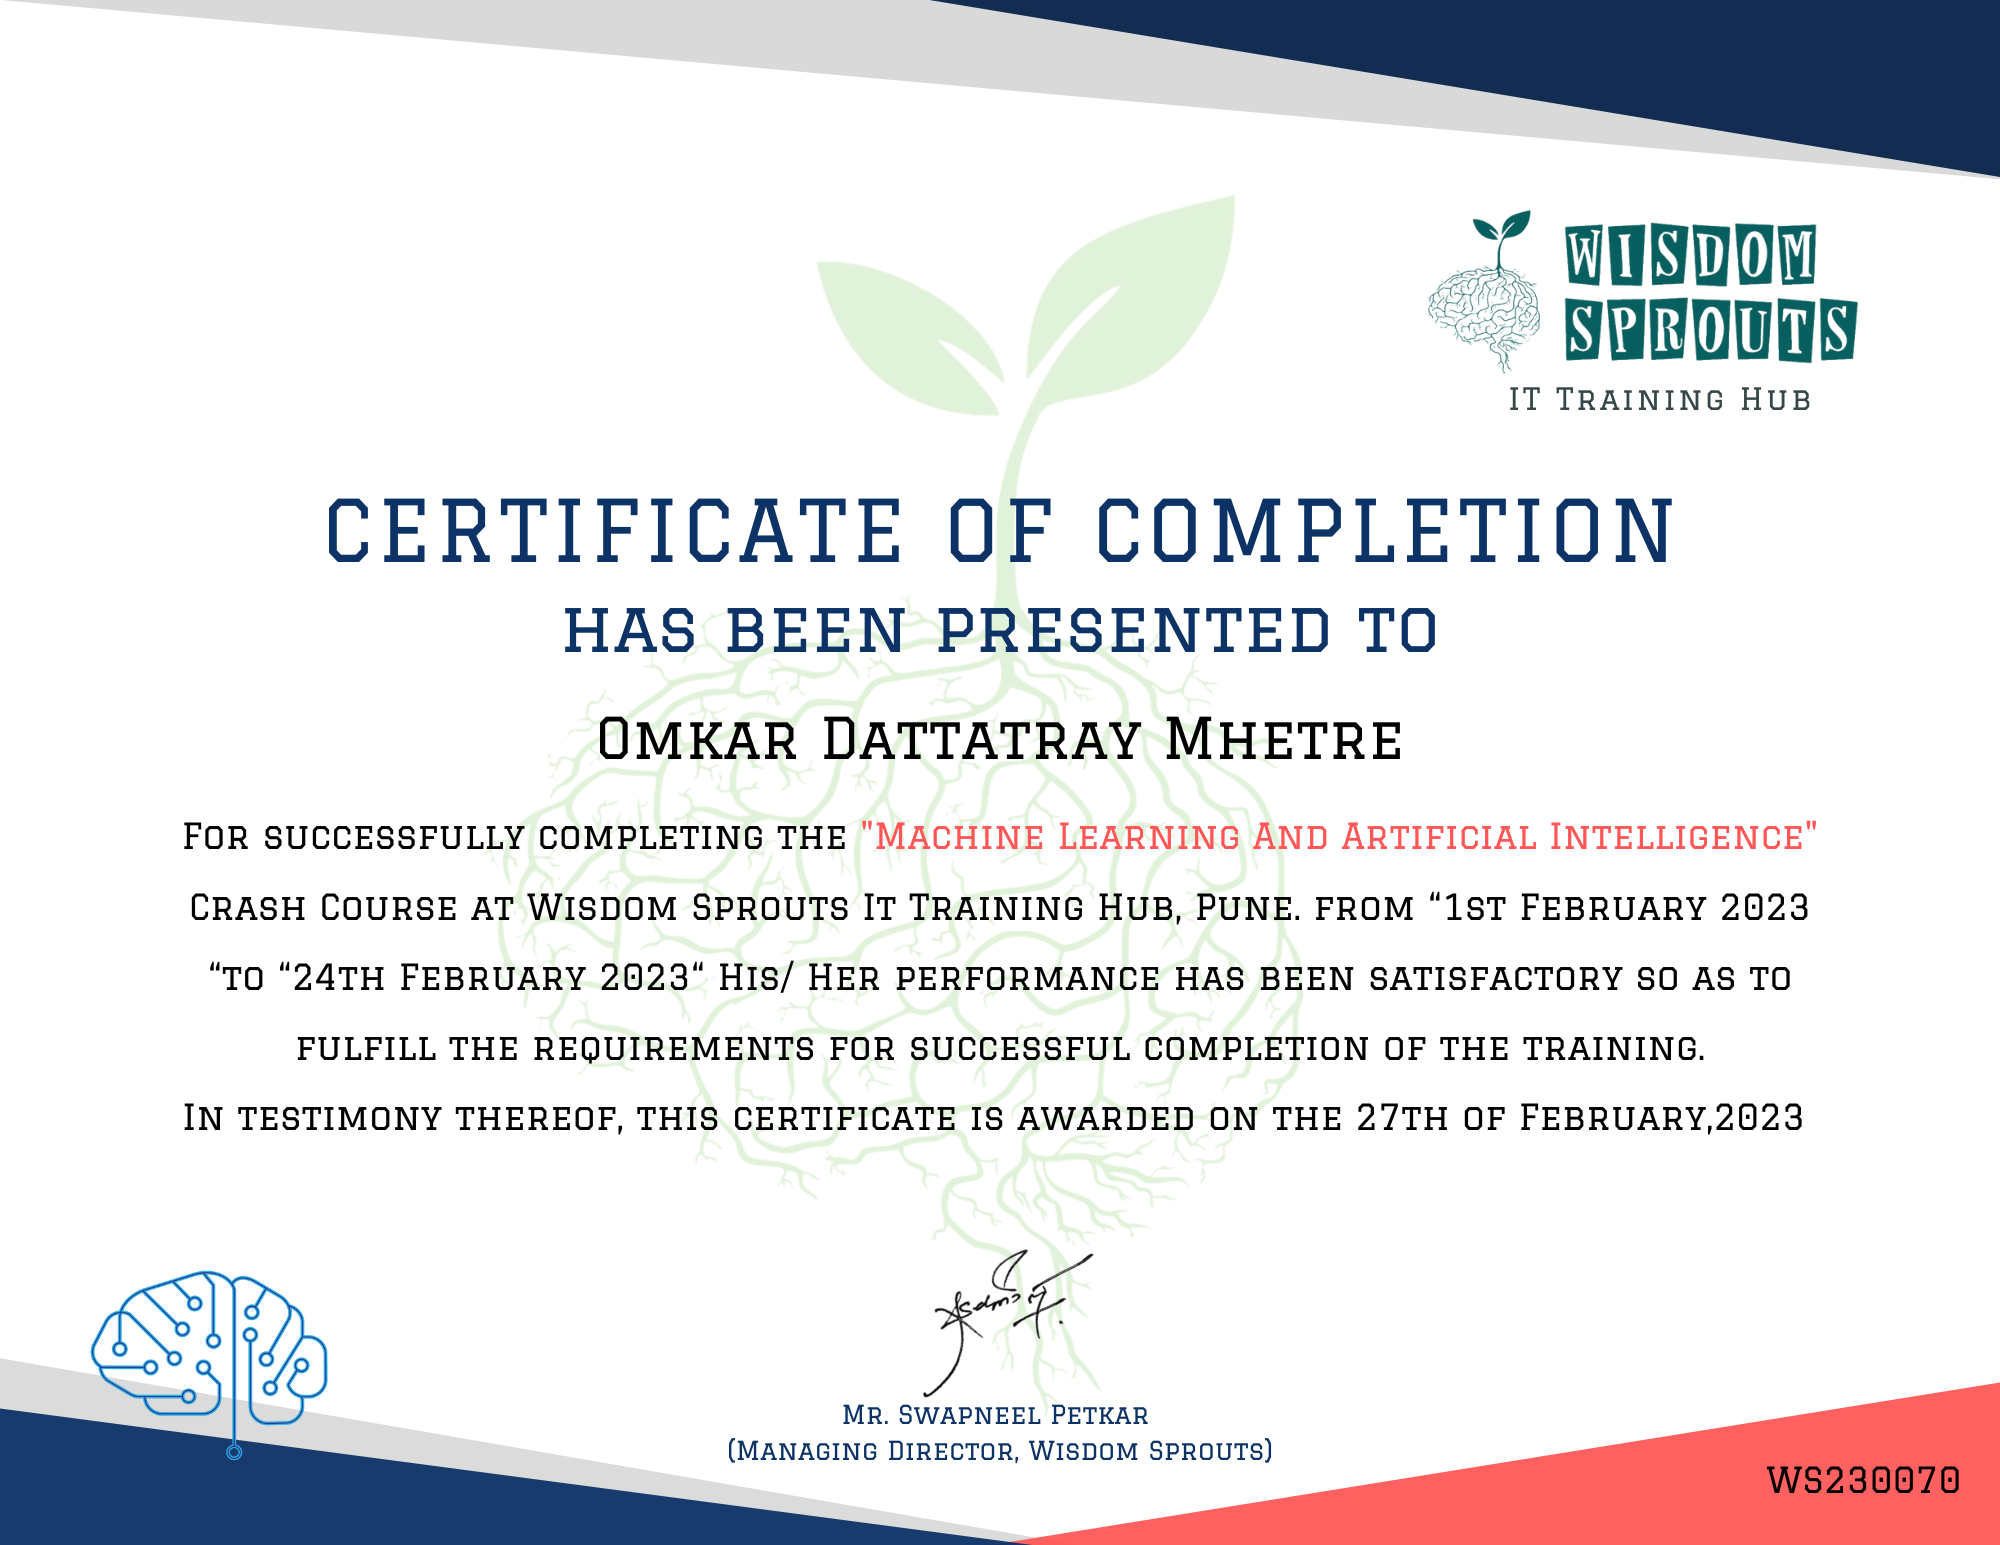 WISDOM
SPROUTS
IT Training Hub
CERTIFICATE OF COMPLETION
HAS BEEN PRESENTED TO
Omkar Dattatray Mhetre
For successfully completing the "Machine Learning And Artificial Intelligence"
Crash Course at Wisdom Sprouts It Training Hub, Pune. from “1st February 2023
“to “24th February 2023“ His/ Her performance has been satisfactory so as to
fulfill the requirements for successful completion of the training.
In testimony thereof, this certificate is awarded on the 27th of February,2023
Mr. Swapneel Petkar
(Managing Director, Wisdom Sprouts)
WS230070